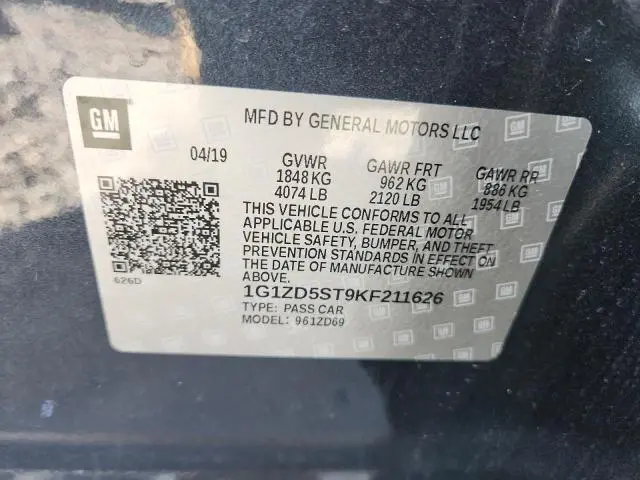 GM
MFD BY GENERAL MOTORS LLC
04/19 GVWR GAWR FRT GAWR RR
1848 KG 962 KG 886 KG
4074 LB 2120 LB 1954 LB
THIS VEHICLE CONFORMS TO ALL
APPLICABLE U.S. FEDERAL MOTOR
VEHICLE SAFETY, BUMPER, AND THEFT
PREVENTION STANDARDS IN EFFECT ON
THE DATE OF MANUFACTURE SHOWN
ABOVE.
626D
1G1ZD5ST9KF211626
TYPE: PASS CAR
MODEL: 961ZD69